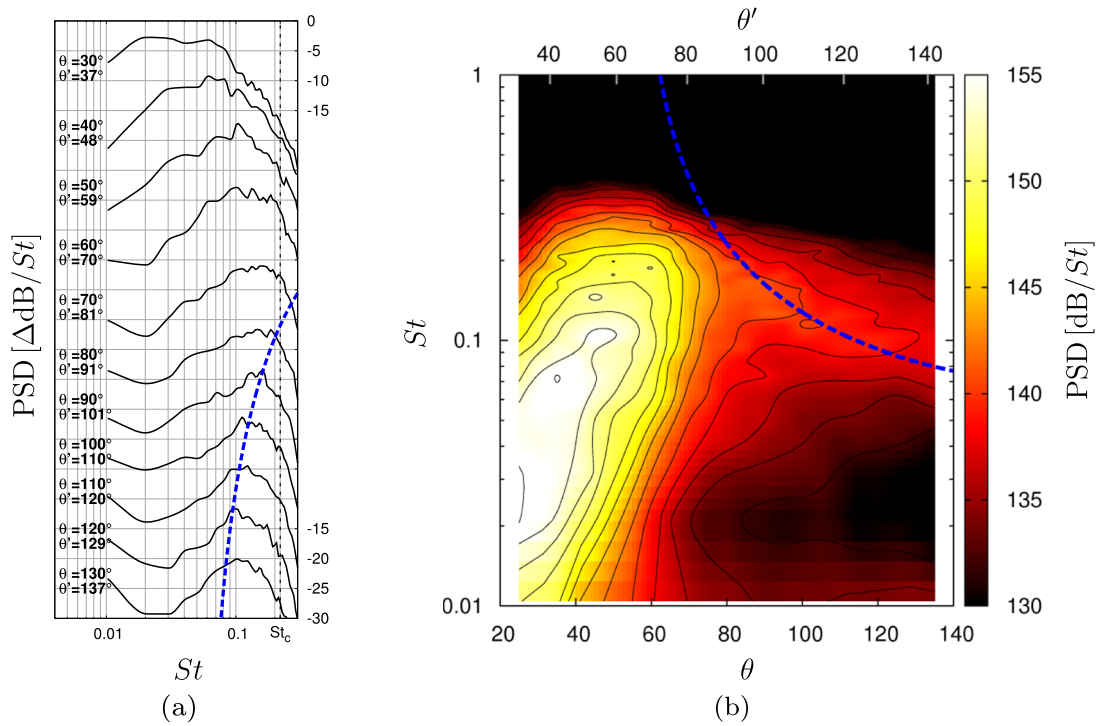 PSD [ΔdB/St]
θ =30°
θ'=37°
θ =40°
θ'=48°
θ =50°
θ'=59°
θ =60°
θ'=70°
θ =70°
θ'=81°
θ =80°
θ'=91°
θ =90°
θ'=101°
θ =100°
θ'=110°
θ =110°
θ'=120°
θ =120°
θ'=129°
θ =130°
θ'=137°
0
-5
-10
-15
-15
-20
-25
-30
0.01 0.1 Stc
St
(a)
θ'
40 60 80 100 120 140
St
1
0.1
0.01
20 40 60 80 100 120 140
θ
155
150
145
140
135
130
PSD [dB/St]
(b)